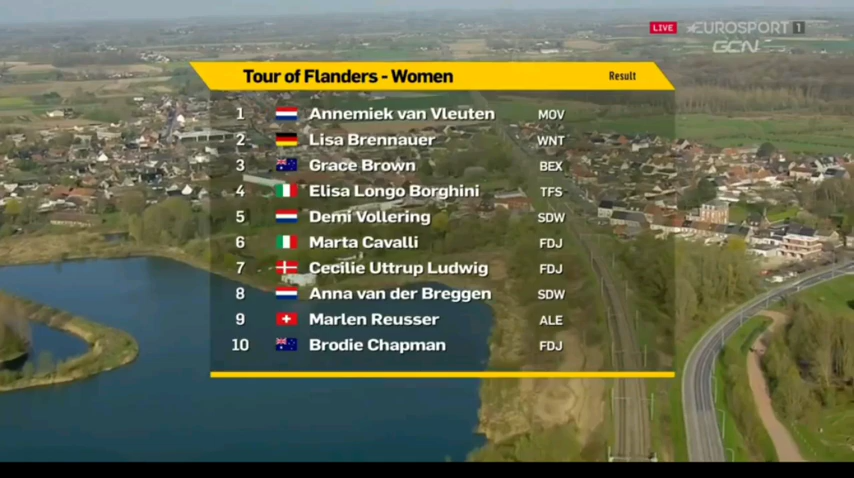 LIVE EUROSPORT 1
GCN
Tour of Flanders - Women Result
1 Annemiek van Vleuten MOV
2 Lisa Brennauer WNT
3 Grace Brown BEX
4 Elisa Longo Borghini TFS
5 Demi Vollering SDW
6 Marta Cavalli FDJ
7 Cecilie Uttrup Ludwig FDJ
8 Anna van der Breggen SDW
9 Marlen Reusser ALE
10 Brodie Chapman FDJ